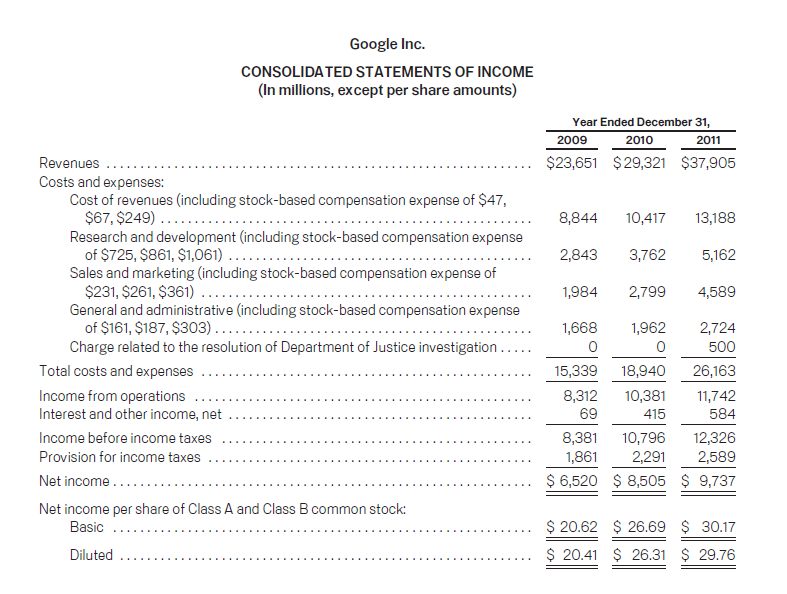 Google Inc.
CONSOLIDATED STATEMENTS OF INCOME
(In millions, except per share amounts)
Year Ended December 31,
2009 2010 2011
Revenues $23,651 $29,321 $37,905
Costs and expenses:
Cost of revenues (including stock-based compensation expense of $47,
$67, $249) 8,844 10,417 13,188
Research and development (including stock-based compensation expense
of $725, $861, $1,061) 2,843 3,762 5,162
Sales and marketing (including stock-based compensation expense of
$231, $261, $361) 1,984 2,799 4,589
General and administrative (including stock-based compensation expense
of $161, $187, $303) 1,668 1,962 2,724
Charge related to the resolution of Department of Justice investigation 0 0 500
Total costs and expenses 15,339 18,940 26,163
Income from operations 8,312 10,381 11,742
Interest and other income, net 69 415 584
Income before income taxes 8,381 10,796 12,326
Provision for income taxes 1,861 2,291 2,589
Net income $ 6,520 $ 8,505 $ 9,737
Net income per share of Class A and Class B common stock:
Basic $ 20.62 $ 26.69 $ 30.17
Diluted $ 20.41 $ 26.31 $ 29.76